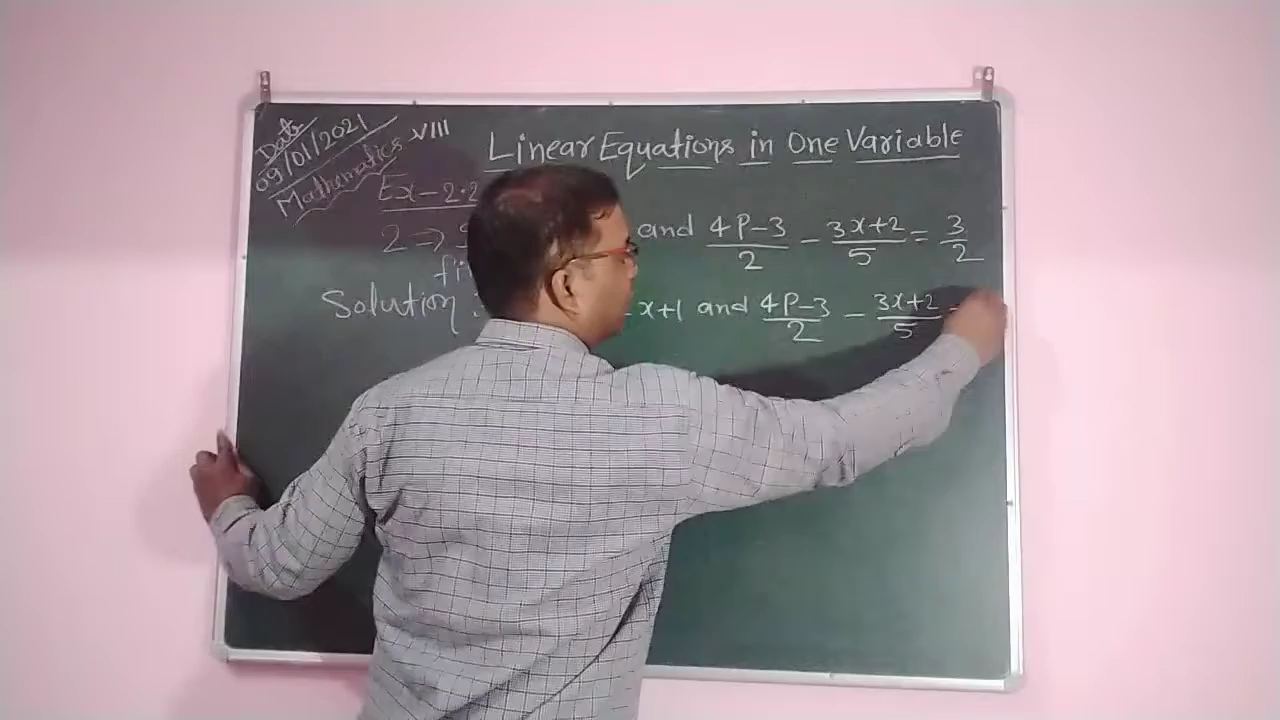 Date
09/01/2021
Mathematics VIII
Linear Equations in One Variable
Ex-2.2
2 ⇒ and (4P-3)/2 - (3x+2)/5 = 3/2
Solution : x+1 and (4P-3)/2 - (3x+2)/5